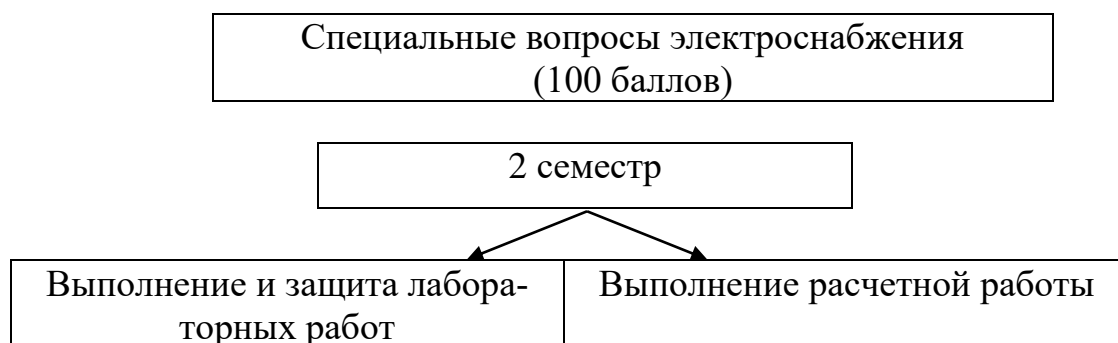 Специальные вопросы электроснабжения
(100 баллов)
2 семестр
Выполнение и защита лабора-
торных работ
Выполнение расчетной работы